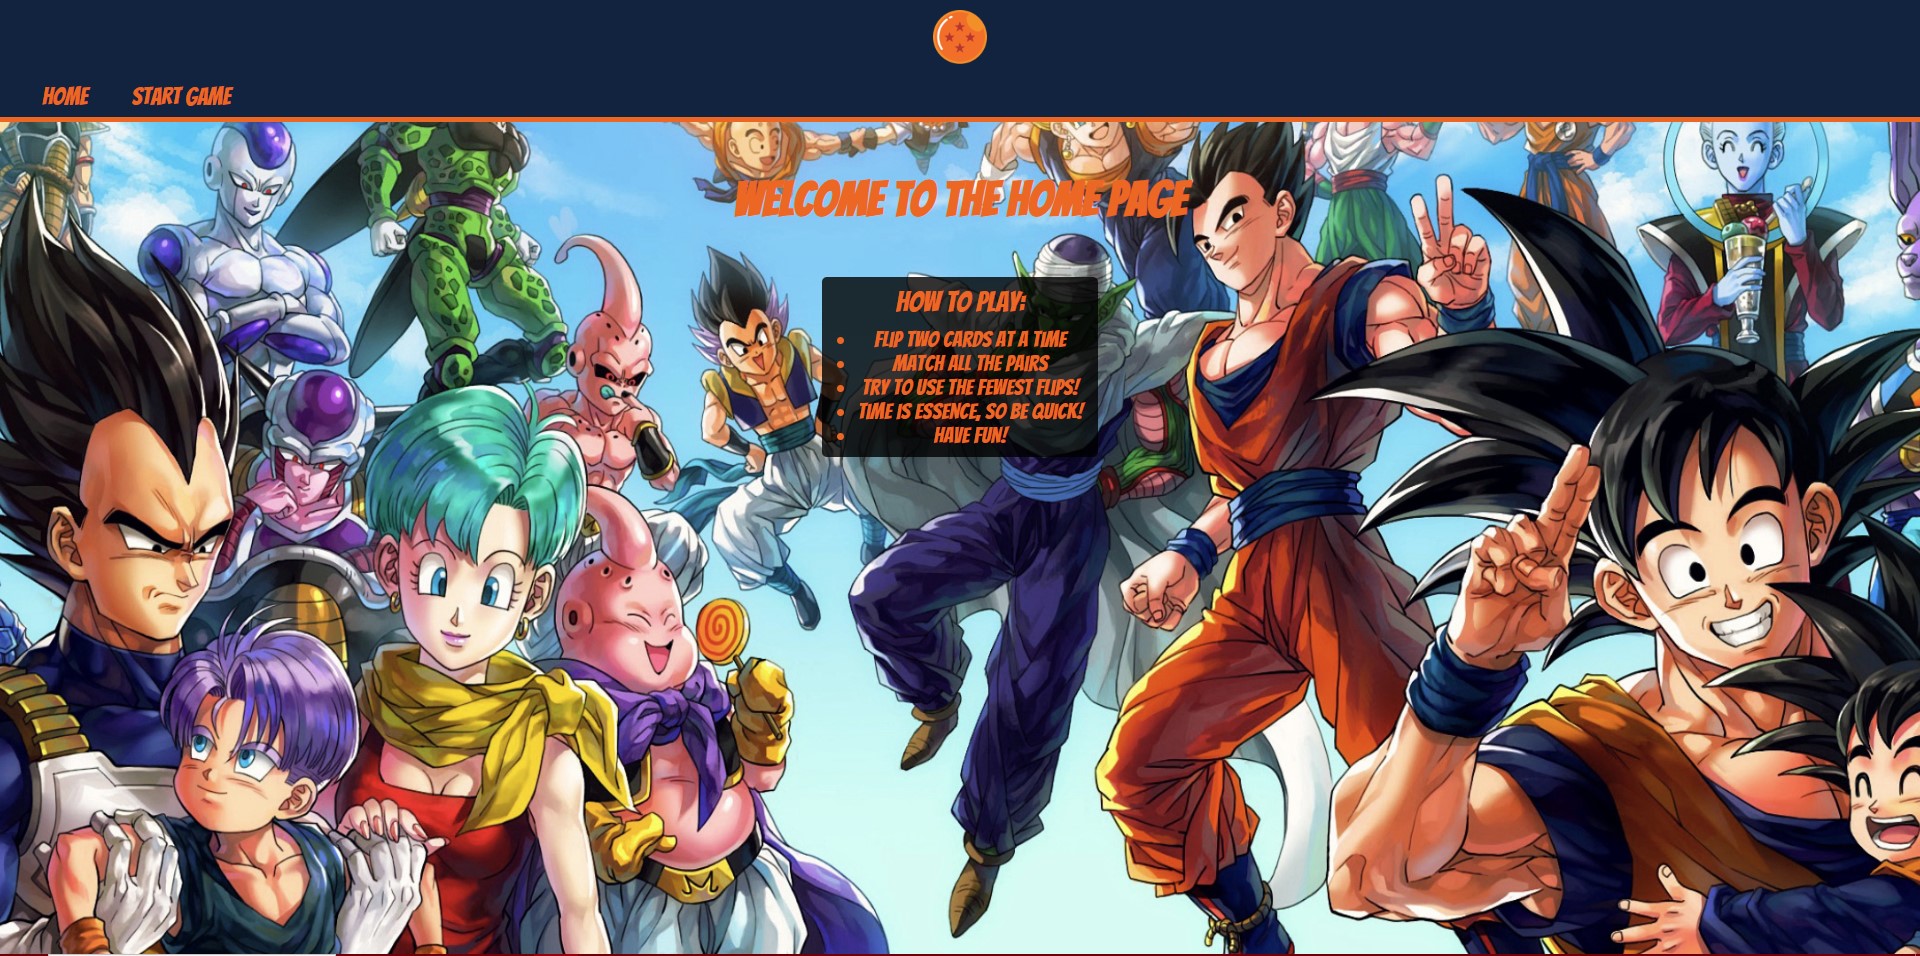 HOME
START GAME
WELCOME TO THE HOME PAGE
HOW TO PLAY:
FLIP TWO CARDS AT A TIME
MATCH ALL THE PAIRS
TRY TO USE THE FEWEST FLIPS!
TIME IS ESSENCE, SO BE QUICK!
HAVE FUN!
M